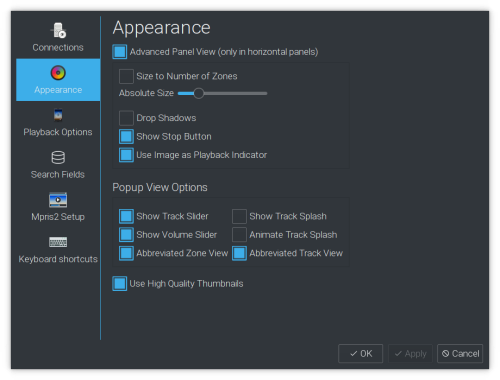 Connections
Appearance
Playback Options
Search Fields
Mpris2 Setup
Keyboard shortcuts
Appearance
Advanced Panel View (only in horizontal panels)
Size to Number of Zones
Absolute Size
Drop Shadows
Show Stop Button
Use Image as Playback Indicator
Popup View Options
Show Track Slider Show Track Splash
Show Volume Slider Animate Track Splash
Abbreviated Zone View Abbreviated Track View
Use High Quality Thumbnails
OK Apply Cancel